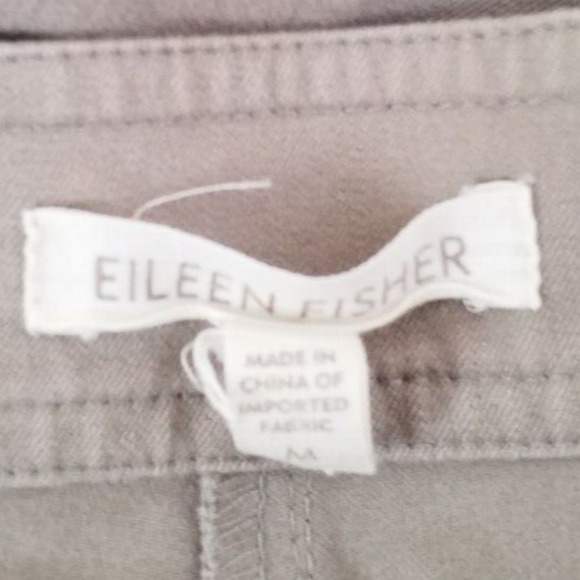 EILEEN FISHER
MADE IN
CHINA OF
IMPORTED
FABRIC
M